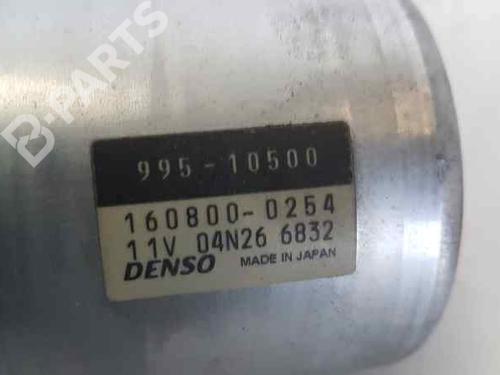 B-PARTS
995-10500
160800-0254
11V 04N26 6832
DENSO MADE IN JAPAN